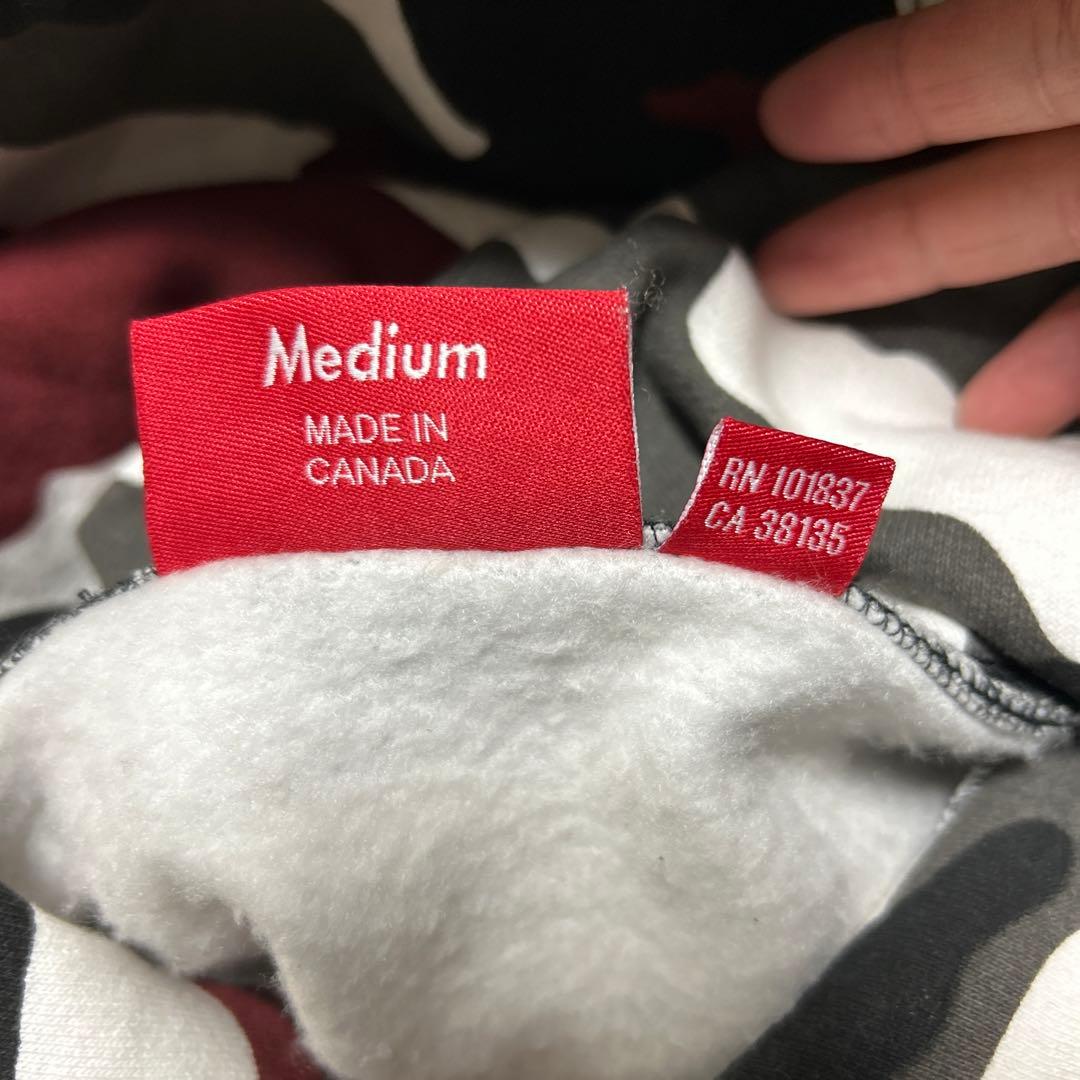 Medium
MADE IN
CANADA
RN 101837
CA 38135